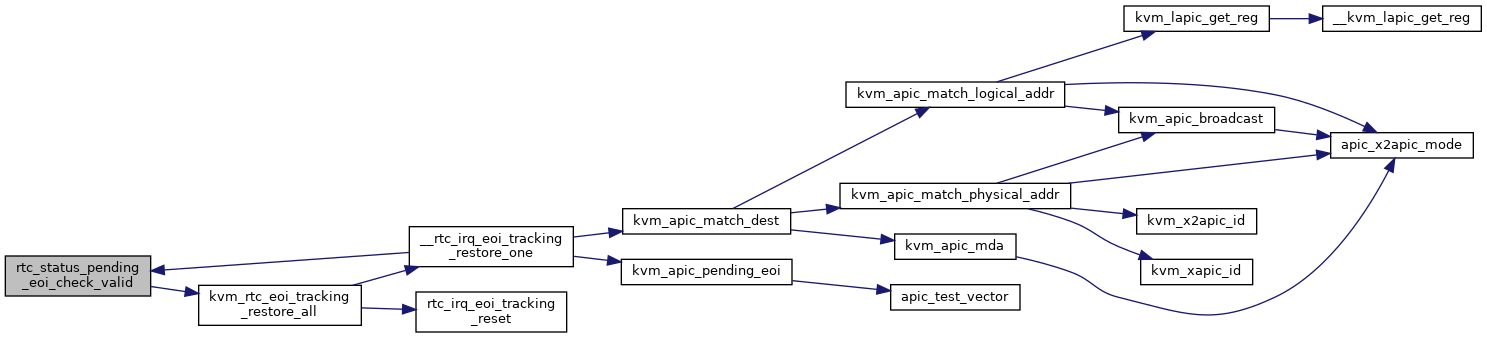 rtc_status_pending
_eoi_check_valid
kvm_rtc_eoi_tracking
_restore_all
__rtc_irq_eoi_tracking
_restore_one
rtc_irq_eoi_tracking
_reset
kvm_apic_match_dest
kvm_apic_pending_eoi
kvm_apic_match_logical_addr
kvm_apic_match_physical_addr
kvm_apic_mda
apic_test_vector
kvm_lapic_get_reg
kvm_apic_broadcast
kvm_x2apic_id
kvm_xapic_id
__kvm_lapic_get_reg
apic_x2apic_mode